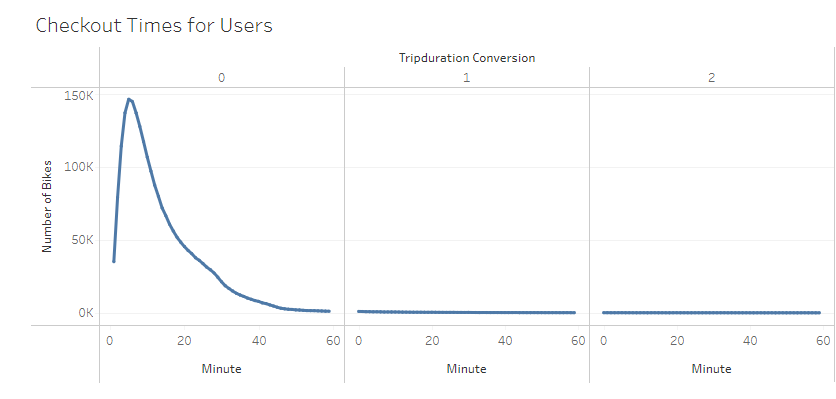 Checkout Times for Users
Tripduration Conversion
0 1 2
150K
100K
50K
0K
Number of Bikes
0 20 40 60 0 20 40 60 0 20 40 60
Minute Minute Minute